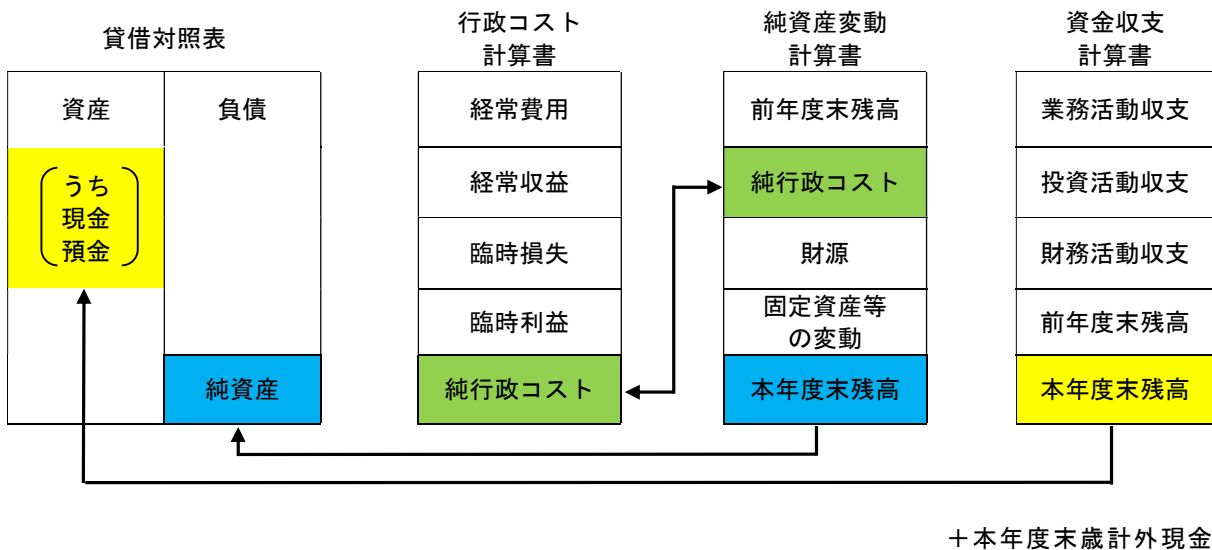 貸借対照表
資産
負債
うち
現金
預金
純資産
行政コスト
計算書
経常費用
経常収益
臨時損失
臨時利益
純行政コスト
純資産変動
計算書
前年度末残高
純行政コスト
財源
固定資産等
の変動
本年度末残高
資金収支
計算書
業務活動収支
投資活動収支
財務活動収支
前年度末残高
本年度末残高
＋本年度末歳計外現金